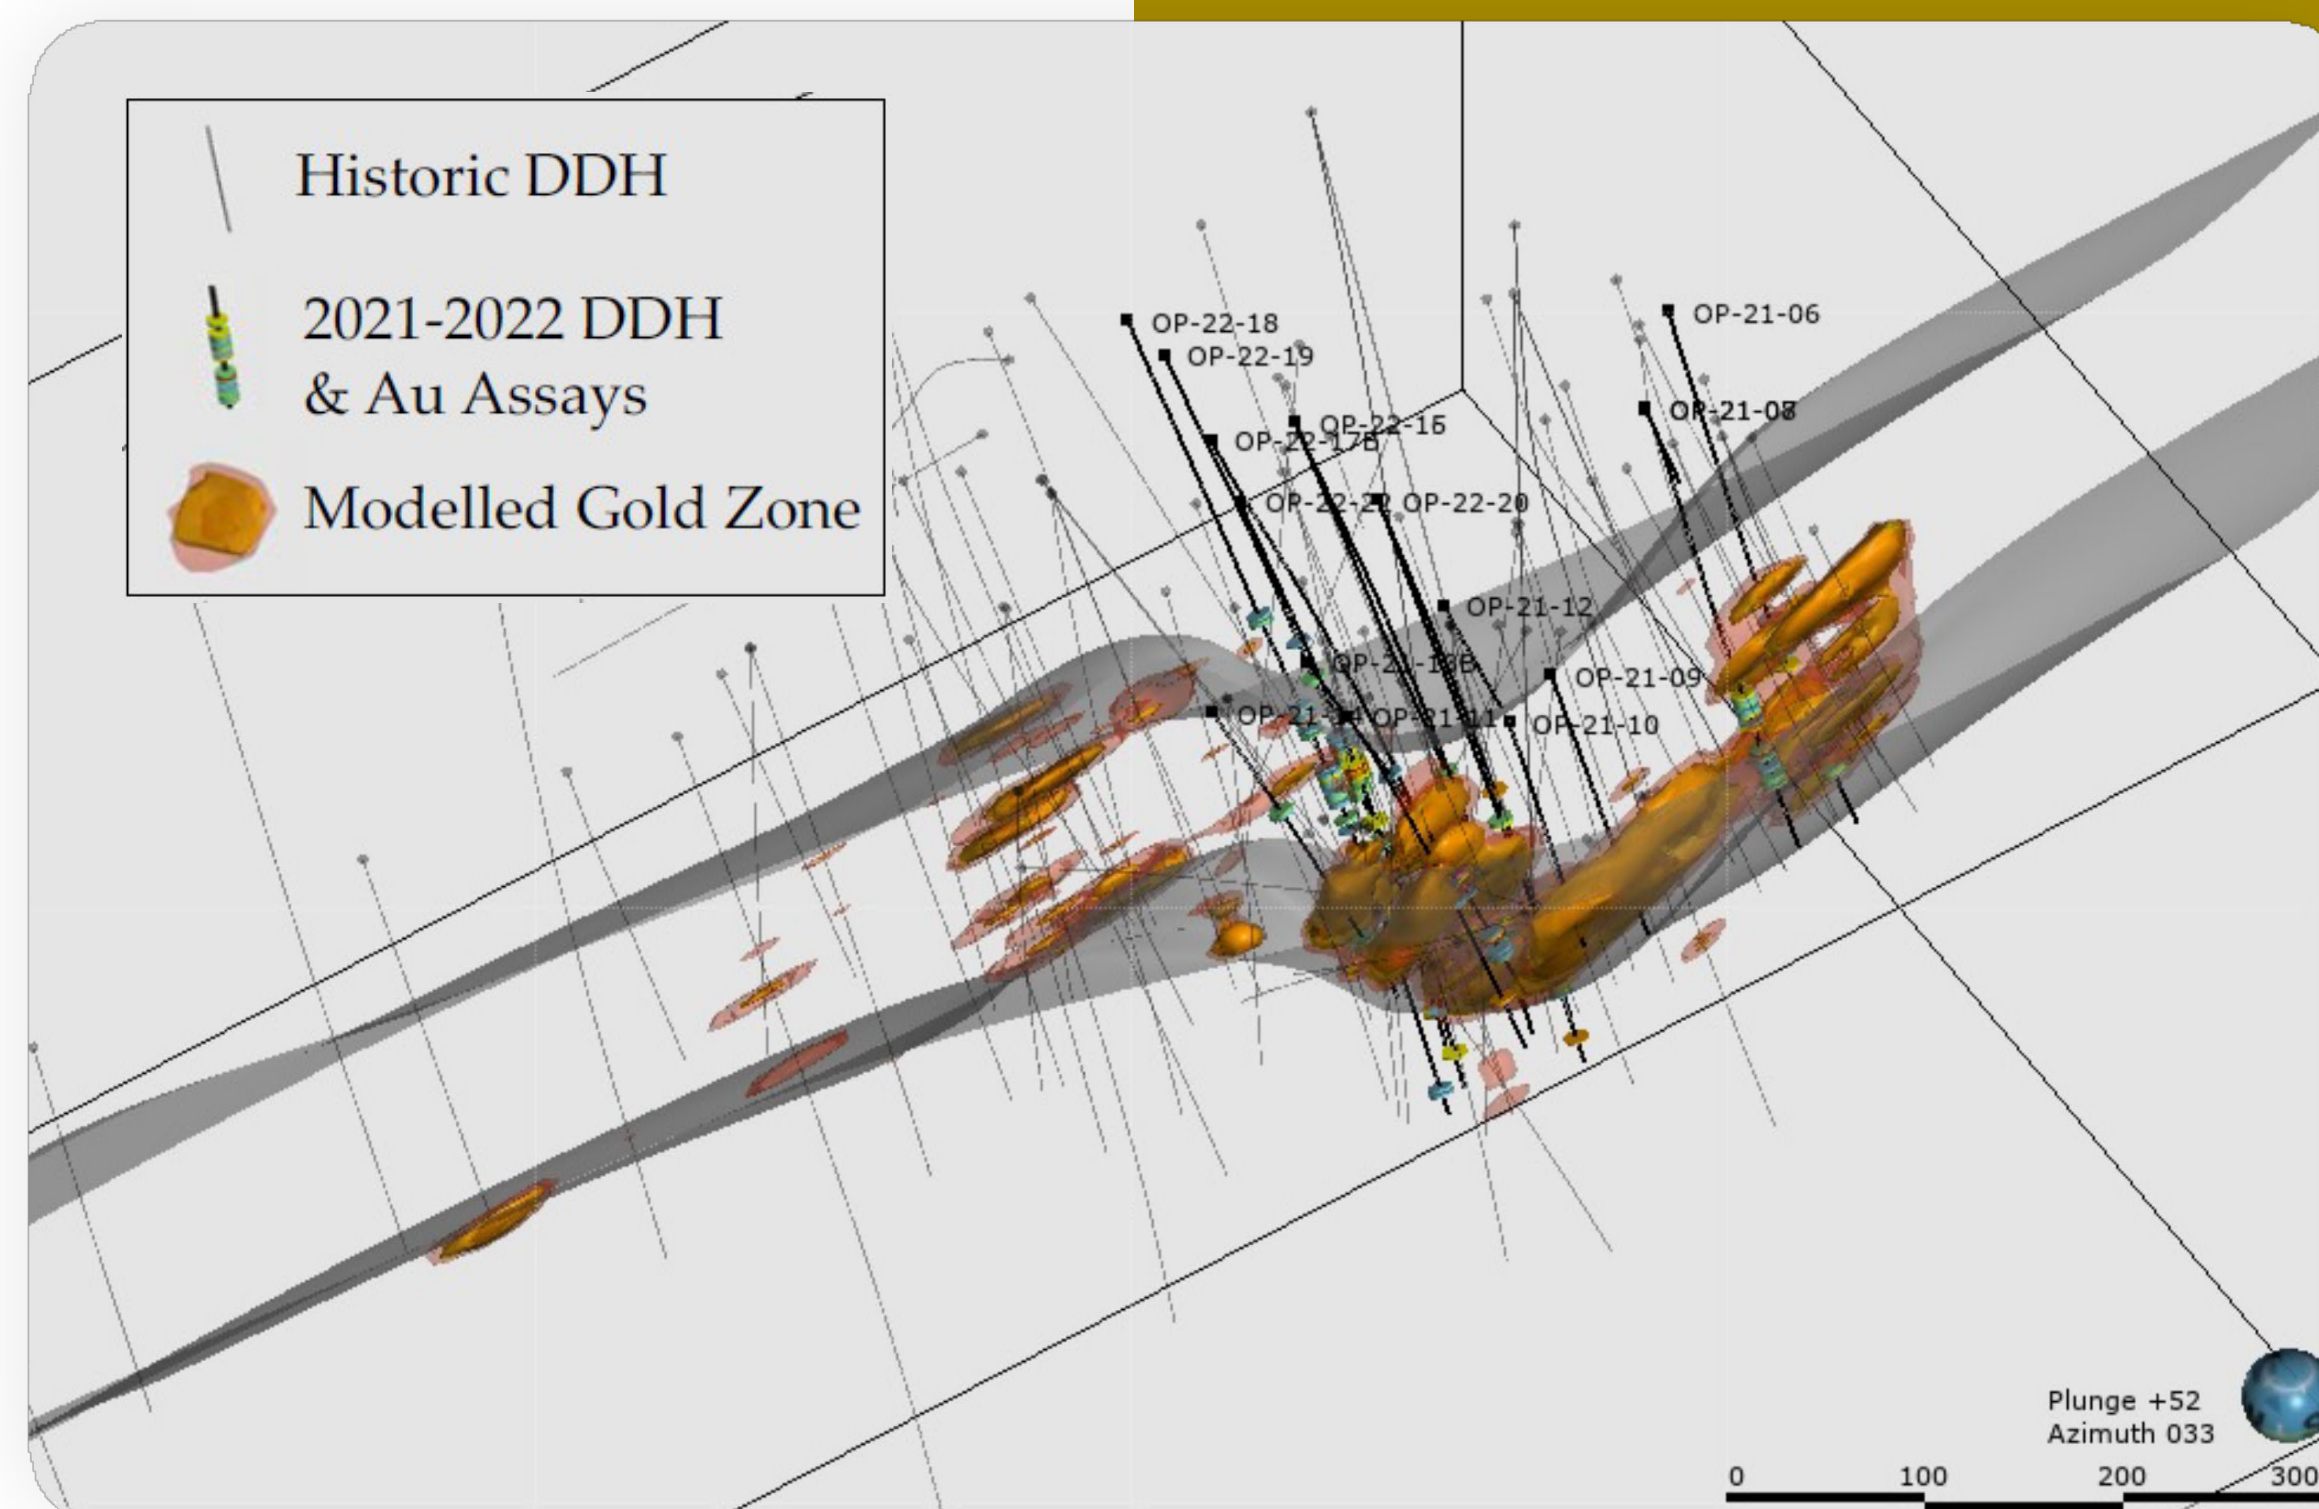 Historic DDH
2021-2022 DDH
& Au Assays
Modelled Gold Zone
OP-22-18
OP-22-19
OP-21-06
OP-22-17B
OP-22-20
OP-21-12
OP-21-09
OP-21-11
OP-21-10
Plunge +52
Azimuth 033
0 100 200 300